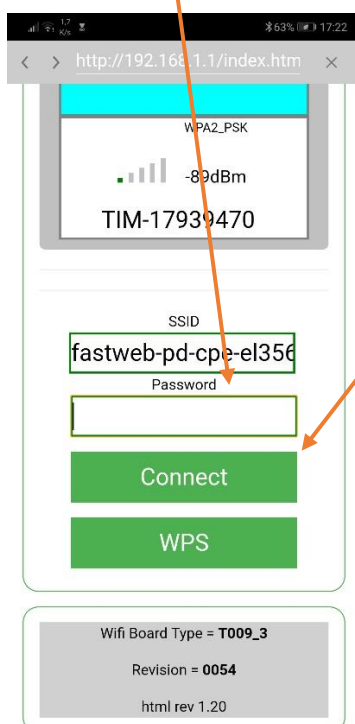 1,7
K/s
63% 17:22
http://192.168.1.1/index.htm
WPA2_PSK
-89dBm
TIM-17939470
SSID
fastweb-pd-cpe-el356
Password
Connect
WPS
Wifi Board Type = T009_3
Revision = 0054
html rev 1.20